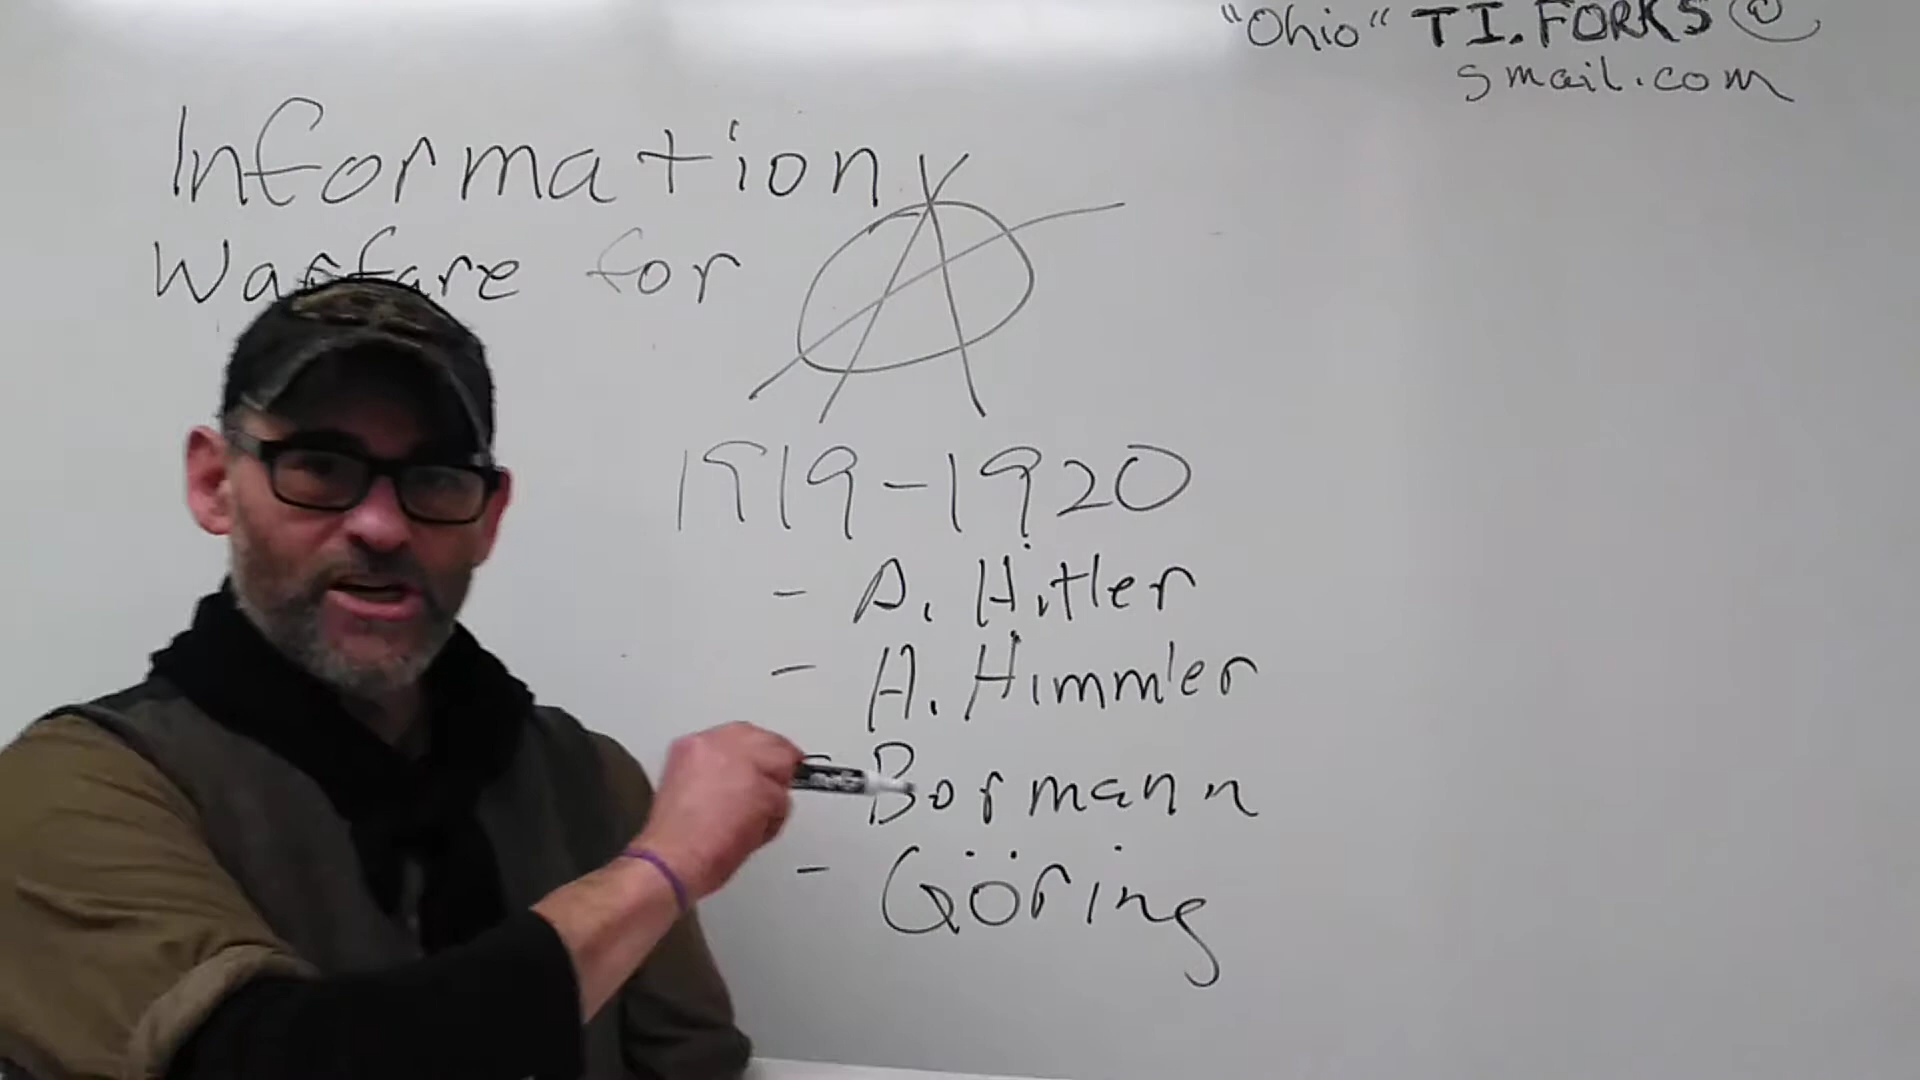 "Ohio" TI.FORKS@
gmail.com
Information
Warfare for A
1919-1920
- A. Hitler
- H. Himmler
- Bormann
- Göring